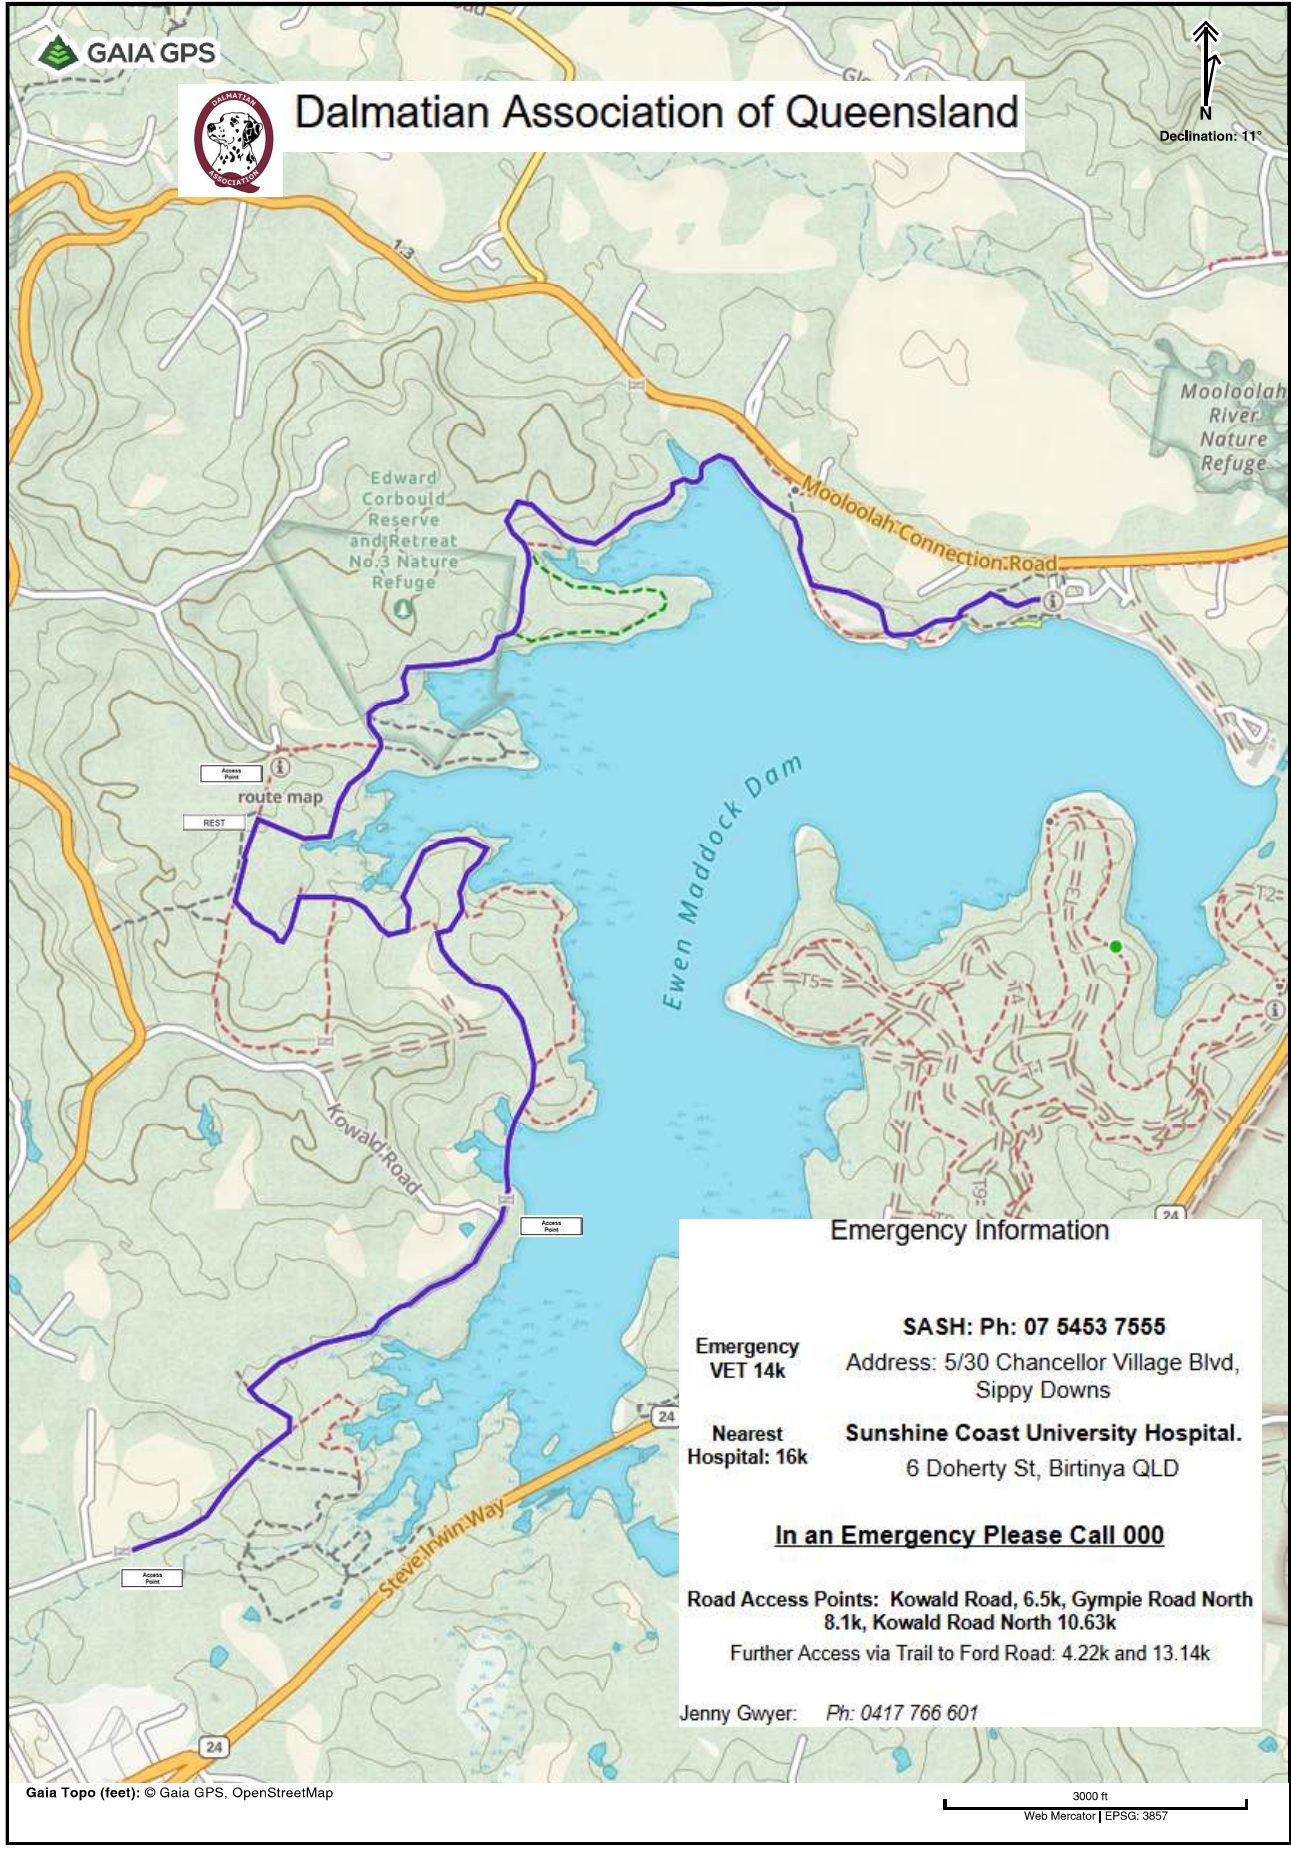 GAIA GPS
DALMATIAN
ASSOCIATION
Dalmatian Association of Queensland
N
Declination: 11°
1.3
Mooloolah
River
Nature
Refuge
Edward
Corbould
Reserve
and Retreat
No.3 Nature
Refuge
Mooloolah Connection Road
Access
Point
route map
REST
Ewen Maddock Dam
T3
T2
T5
T4
T1
Kowald Road
Access
Point
24
24
Steve Irwin Way
Access
Point
24
Emergency Information
Emergency
VET 14k
SASH: Ph: 07 5453 7555
Address: 5/30 Chancellor Village Blvd,
Sippy Downs
Nearest
Hospital: 16k
Sunshine Coast University Hospital.
6 Doherty St, Birtinya QLD
In an Emergency Please Call 000
Road Access Points: Kowald Road, 6.5k, Gympie Road North
8.1k, Kowald Road North 10.63k
Further Access via Trail to Ford Road: 4.22k and 13.14k
Jenny Gwyer: Ph: 0417 766 601
Gaia Topo (feet): © Gaia GPS, OpenStreetMap
3000 ft
Web Mercator | EPSG: 3857